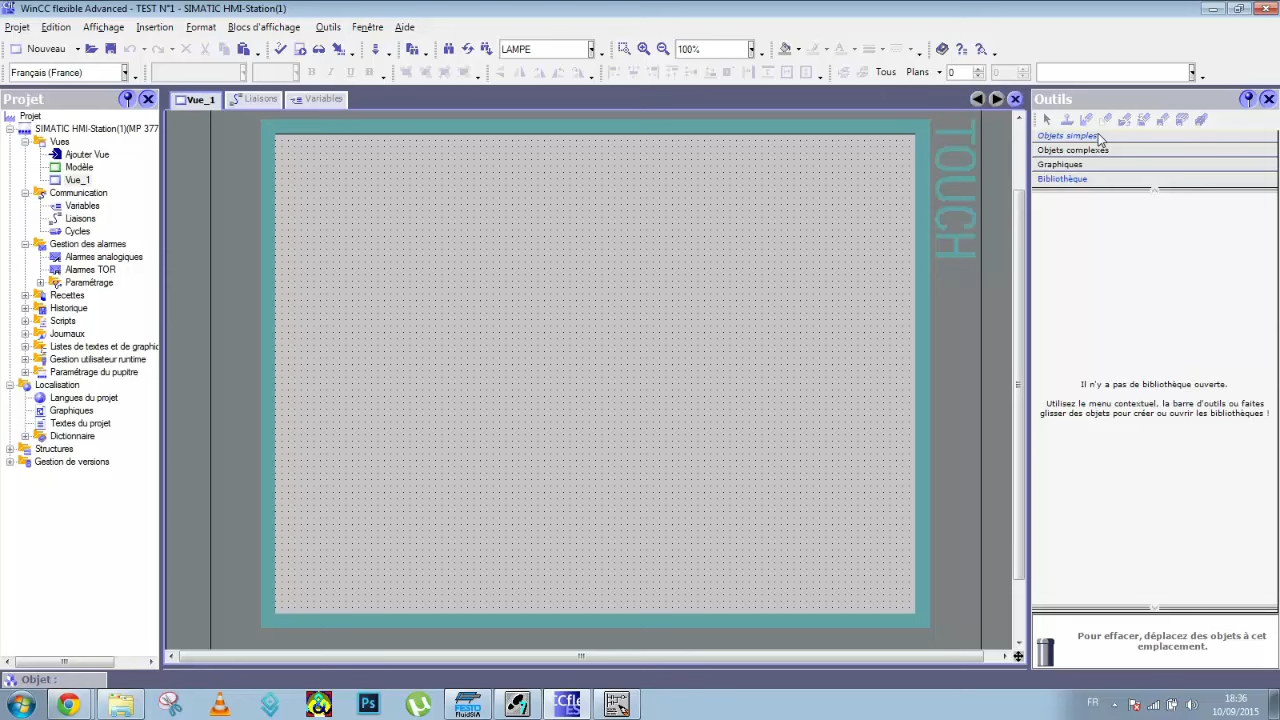 WinCC flexible Advanced - TEST N°1 - SIMATIC HMI-Station(1)
Projet Edition Affichage Insertion Format Blocs d'affichage Outils Fenêtre Aide
Nouveau LAMPE 100%
Français (France) Tous Plans 0 0
Projet
Projet
SIMATIC HMI-Station(1)(MP 377
Vues
Ajouter Vue
Modèle
Vue_1
Communication
Variables
Liaisons
Cycles
Gestion des alarmes
Alarmes analogiques
Alarmes TOR
Paramétrage
Recettes
Historique
Scripts
Journaux
Listes de textes et de graphic
Gestion utilisateur runtime
Paramétrage du pupitre
Localisation
Langues du projet
Graphiques
Textes du projet
Dictionnaire
Structures
Gestion de versions
Vue_1 Liaisons Variables
TOUCH
Outils
Objets simples
Objets complexes
Graphiques
Bibliothèque
Il n'y a pas de bibliothèque ouverte.
Utilisez le menu contextuel, la barre d'outils ou faites
glisser des objets pour créer ou ouvrir les bibliothèques !
Pour effacer, déplacez des objets à cet
emplacement.
Objet :
Ps
FESTO
FluidSIM
FR
18:36
10/09/2015